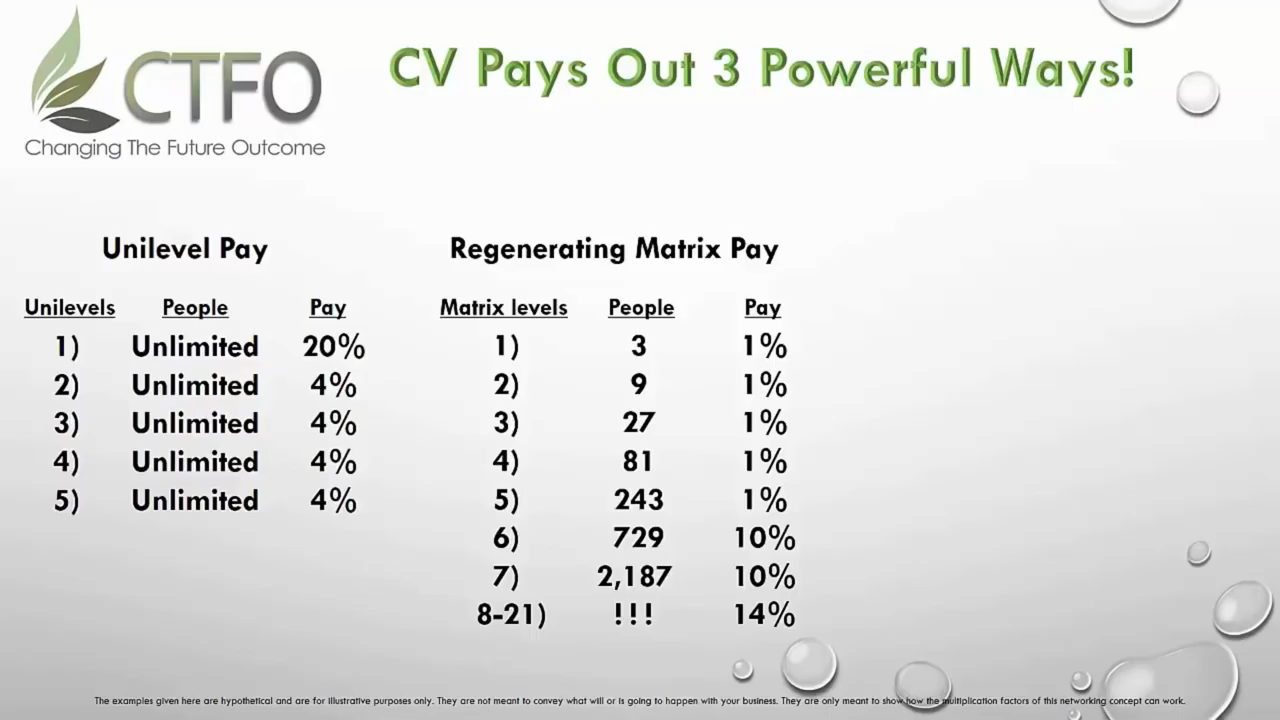 CTFO
Changing The Future Outcome
CV Pays Out 3 Powerful Ways!
Unilevel Pay
Unilevels People Pay
1) Unlimited 20%
2) Unlimited 4%
3) Unlimited 4%
4) Unlimited 4%
5) Unlimited 4%
Regenerating Matrix Pay
Matrix levels People Pay
1) 3 1%
2) 9 1%
3) 27 1%
4) 81 1%
5) 243 1%
6) 729 10%
7) 2,187 10%
8-21) !!! 14%
The examples given here are hypothetical and are for illustrative purposes only. They are not meant to convey what will or is going to happen with your business. They are only meant to show how the multiplication factors of this networking concept can work.